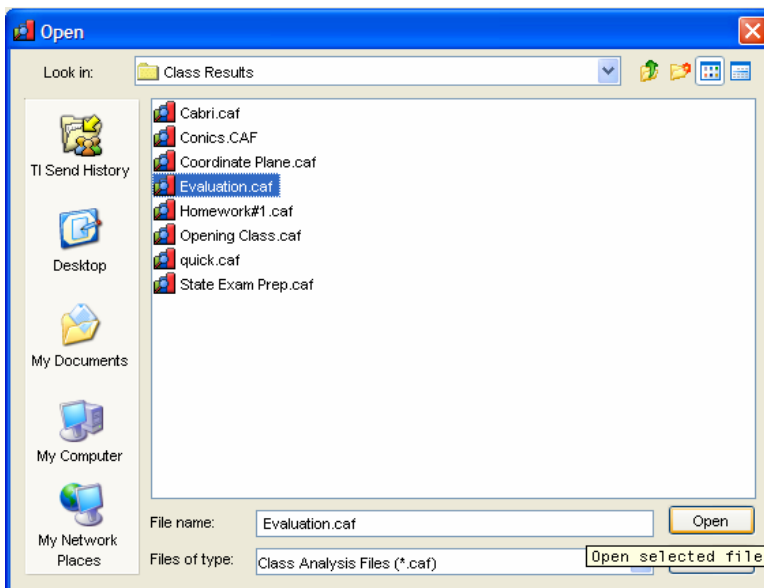 Open
Look in:
Class Results
TI Send History
Desktop
My Documents
My Computer
My Network
Places
Cabri.caf
Conics.CAF
Coordinate Plane.caf
Evaluation.caf
Homework#1.caf
Opening Class.caf
quick.caf
State Exam Prep.caf
File name:
Evaluation.caf
Open
Files of type:
Class Analysis Files (*.caf)
Open selected file